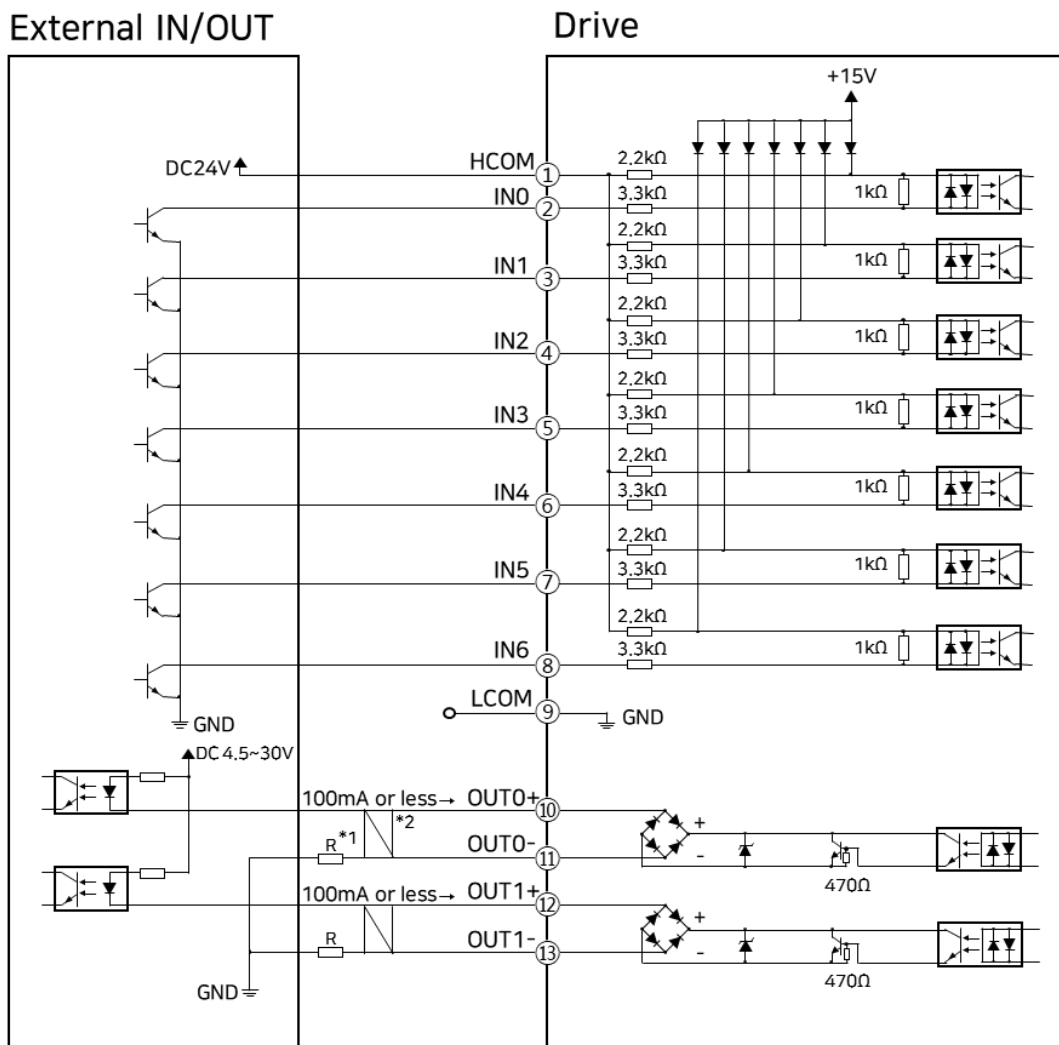 External IN/OUT
Drive
+15V
DC24V
HCOM
①
2.2kΩ
1kΩ
IN0
②
3.3kΩ
2.2kΩ
1kΩ
IN1
③
3.3kΩ
2.2kΩ
1kΩ
IN2
④
3.3kΩ
2.2kΩ
1kΩ
IN3
⑤
3.3kΩ
2.2kΩ
1kΩ
IN4
⑥
3.3kΩ
2.2kΩ
1kΩ
IN5
⑦
3.3kΩ
2.2kΩ
1kΩ
IN6
⑧
3.3kΩ
LCOM
⑨
GND
GND
DC 4.5~30V
100mA or less→ OUT0+
⑩
*2
R *1
OUT0-
⑪
+
-
470Ω
100mA or less→ OUT1+
⑫
R
OUT1-
⑬
+
-
470Ω
GND